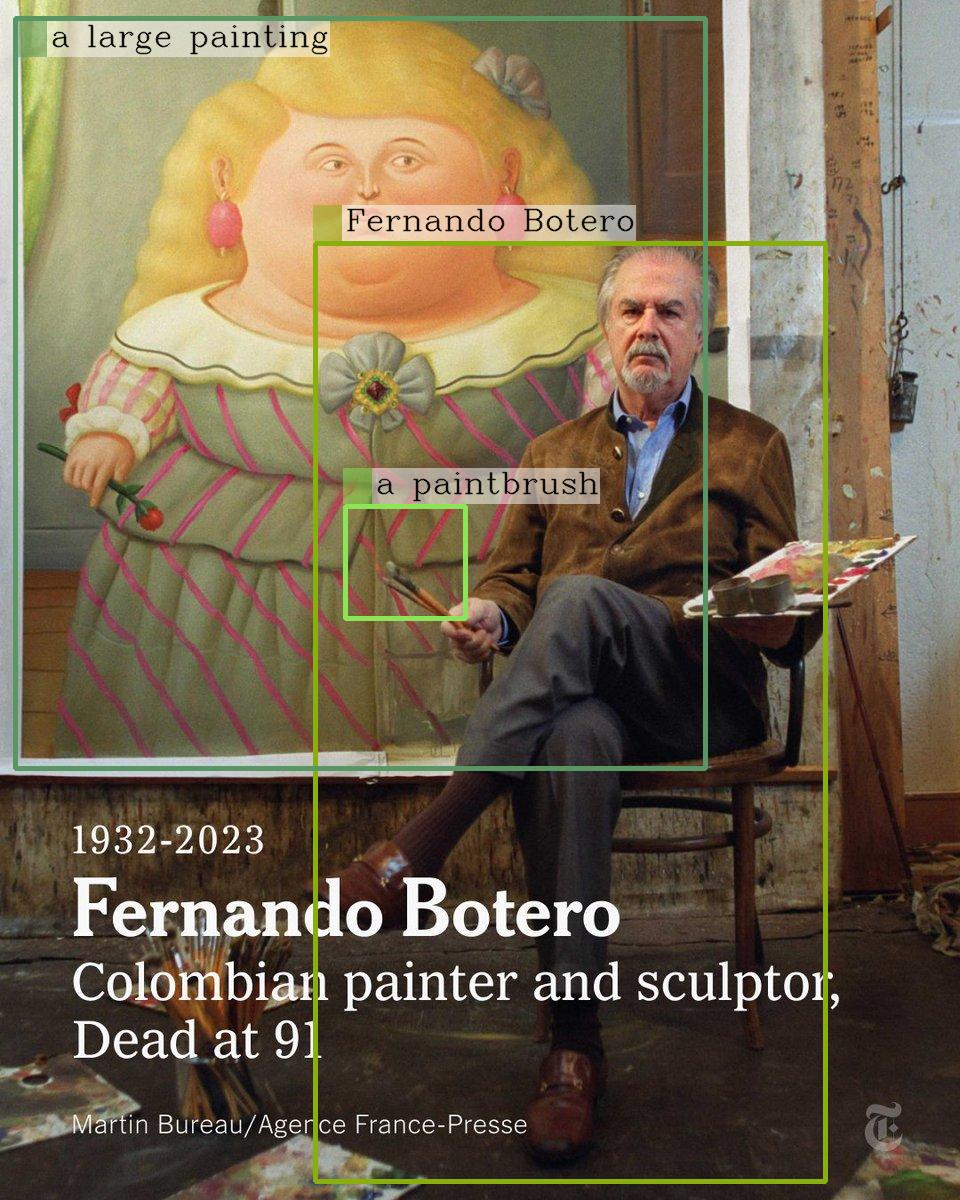 a large painting
Fernando Botero
a paintbrush
1932-2023
Fernando Botero
Colombian painter and sculptor,
Dead at 91
Martin Bureau/Agence France-Presse
T